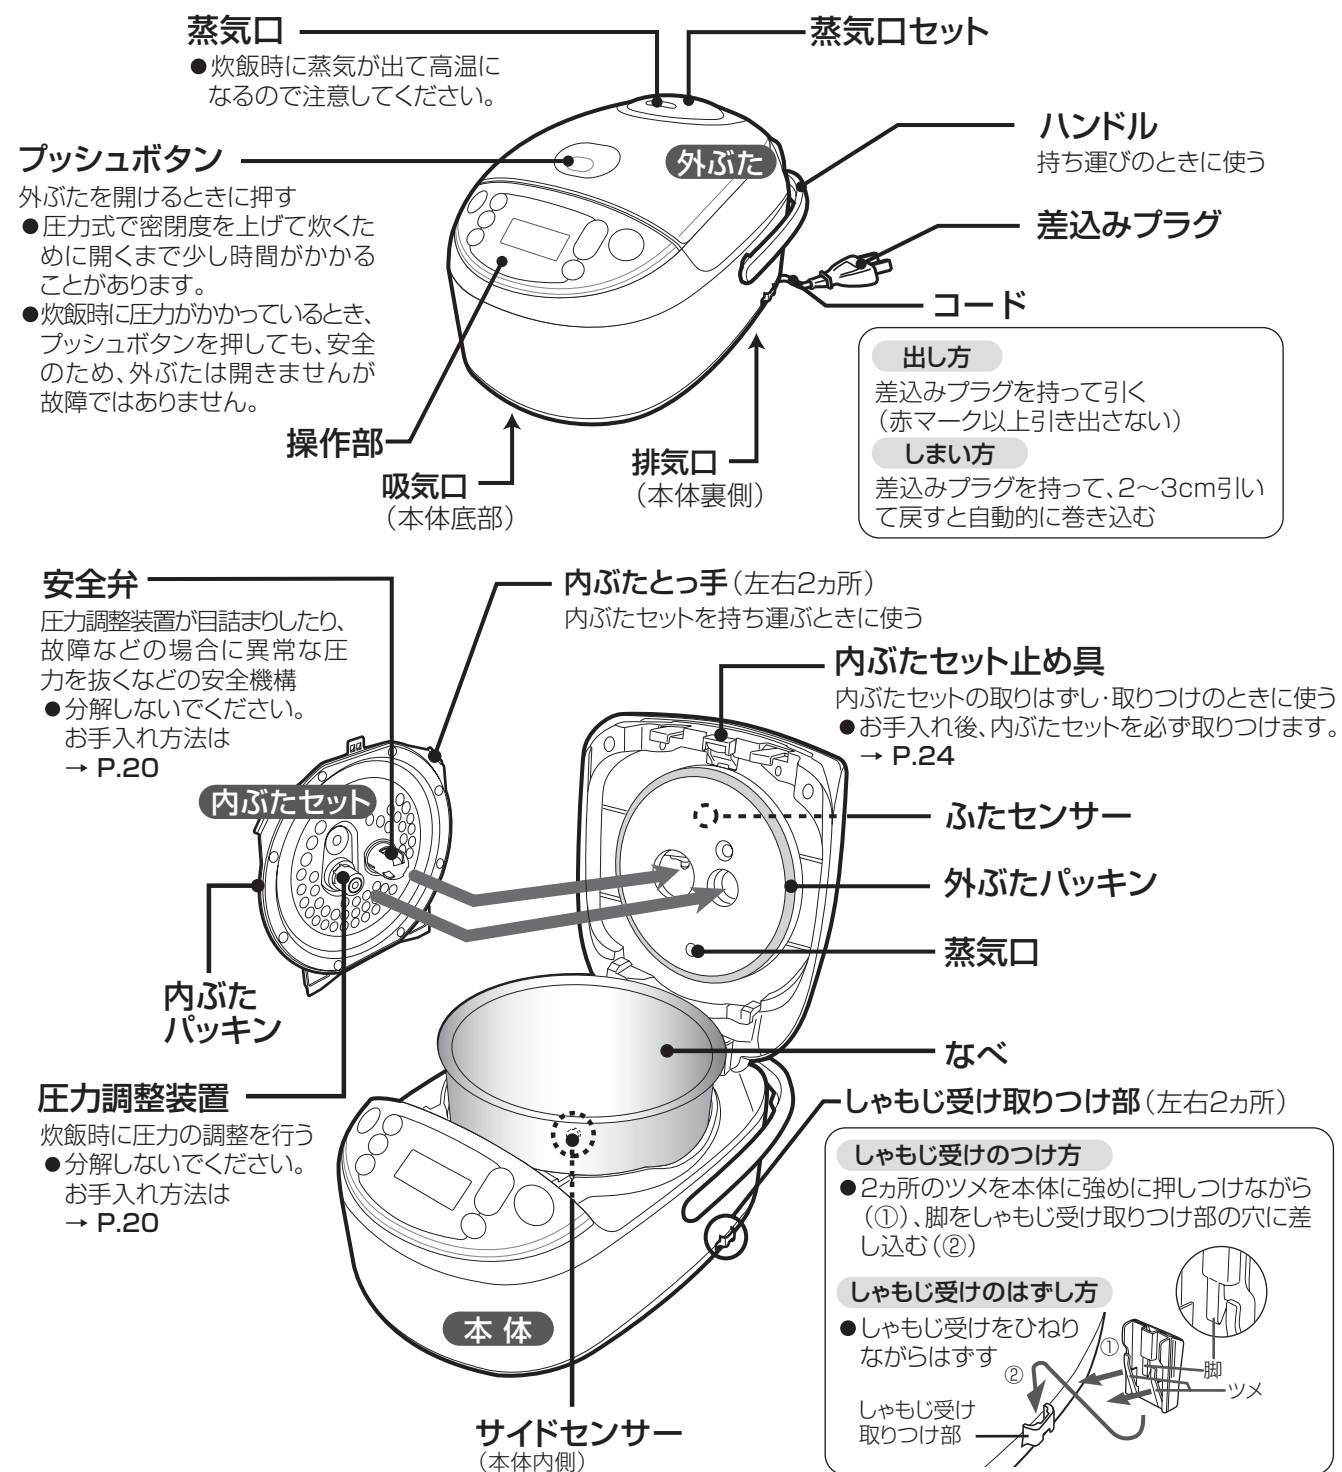 蒸気口
●炊飯時に蒸気が出て高温に
なるので注意してください。
蒸気口セット
ハンドル
持ち運びのときに使う
プッシュボタン
外ぶたを開けるときに押す
●圧力式で密閉度を上げて炊くた
めに開くまで少し時間がかかる
ことがあります。
●炊飯時に圧力がかかっているとき、
プッシュボタンを押しても、安全
のため、外ぶたは開きませんが
故障ではありません。
外ぶた
差込みプラグ
コード
出し方
差込みプラグを持って引く
(赤マーク以上引き出さない)
しまい方
差込みプラグを持って、2〜3cm引い
て戻すと自動的に巻き込む
操作部
吸気口
(本体底部)
排気口
(本体裏側)
安全弁
圧力調整装置が目詰まりしたり、
故障などの場合に異常な圧
力を抜くなどの安全機構
●分解しないでください。
お手入れ方法は
→ P.20
内ぶたとっ手(左右2ヵ所)
内ぶたセットを持ち運ぶときに使う
内ぶたセット止め具
内ぶたセットの取りはずし・取りつけのときに使う
●お手入れ後、内ぶたセットを必ず取りつけます。
→ P.24
内ぶたセット
ふたセンサー
外ぶたパッキン
蒸気口
内ぶた
パッキン
なべ
圧力調整装置
炊飯時に圧力の調整を行う
●分解しないでください。
お手入れ方法は
→ P.20
しゃもじ受け取りつけ部(左右2ヵ所)
しゃもじ受けのつけ方
●2ヵ所のツメを本体に強めに押しつけながら
(①)、脚をしゃもじ受け取りつけ部の穴に差
し込む(②)
しゃもじ受けのはずし方
●しゃもじ受けをひねり
ながらはずす
①
②
脚
ツメ
しゃもじ受け
取りつけ部
本体
サイドセンサー
(本体内側)